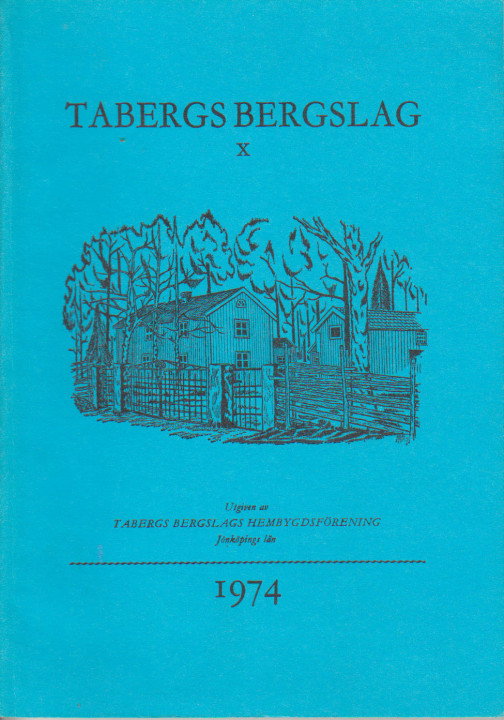 TABERGS BERGSLAG
X
Utgiven av
TABERGS BERGSLAGS HEMBYGDSFÖRENING
Jönköpings län
1974